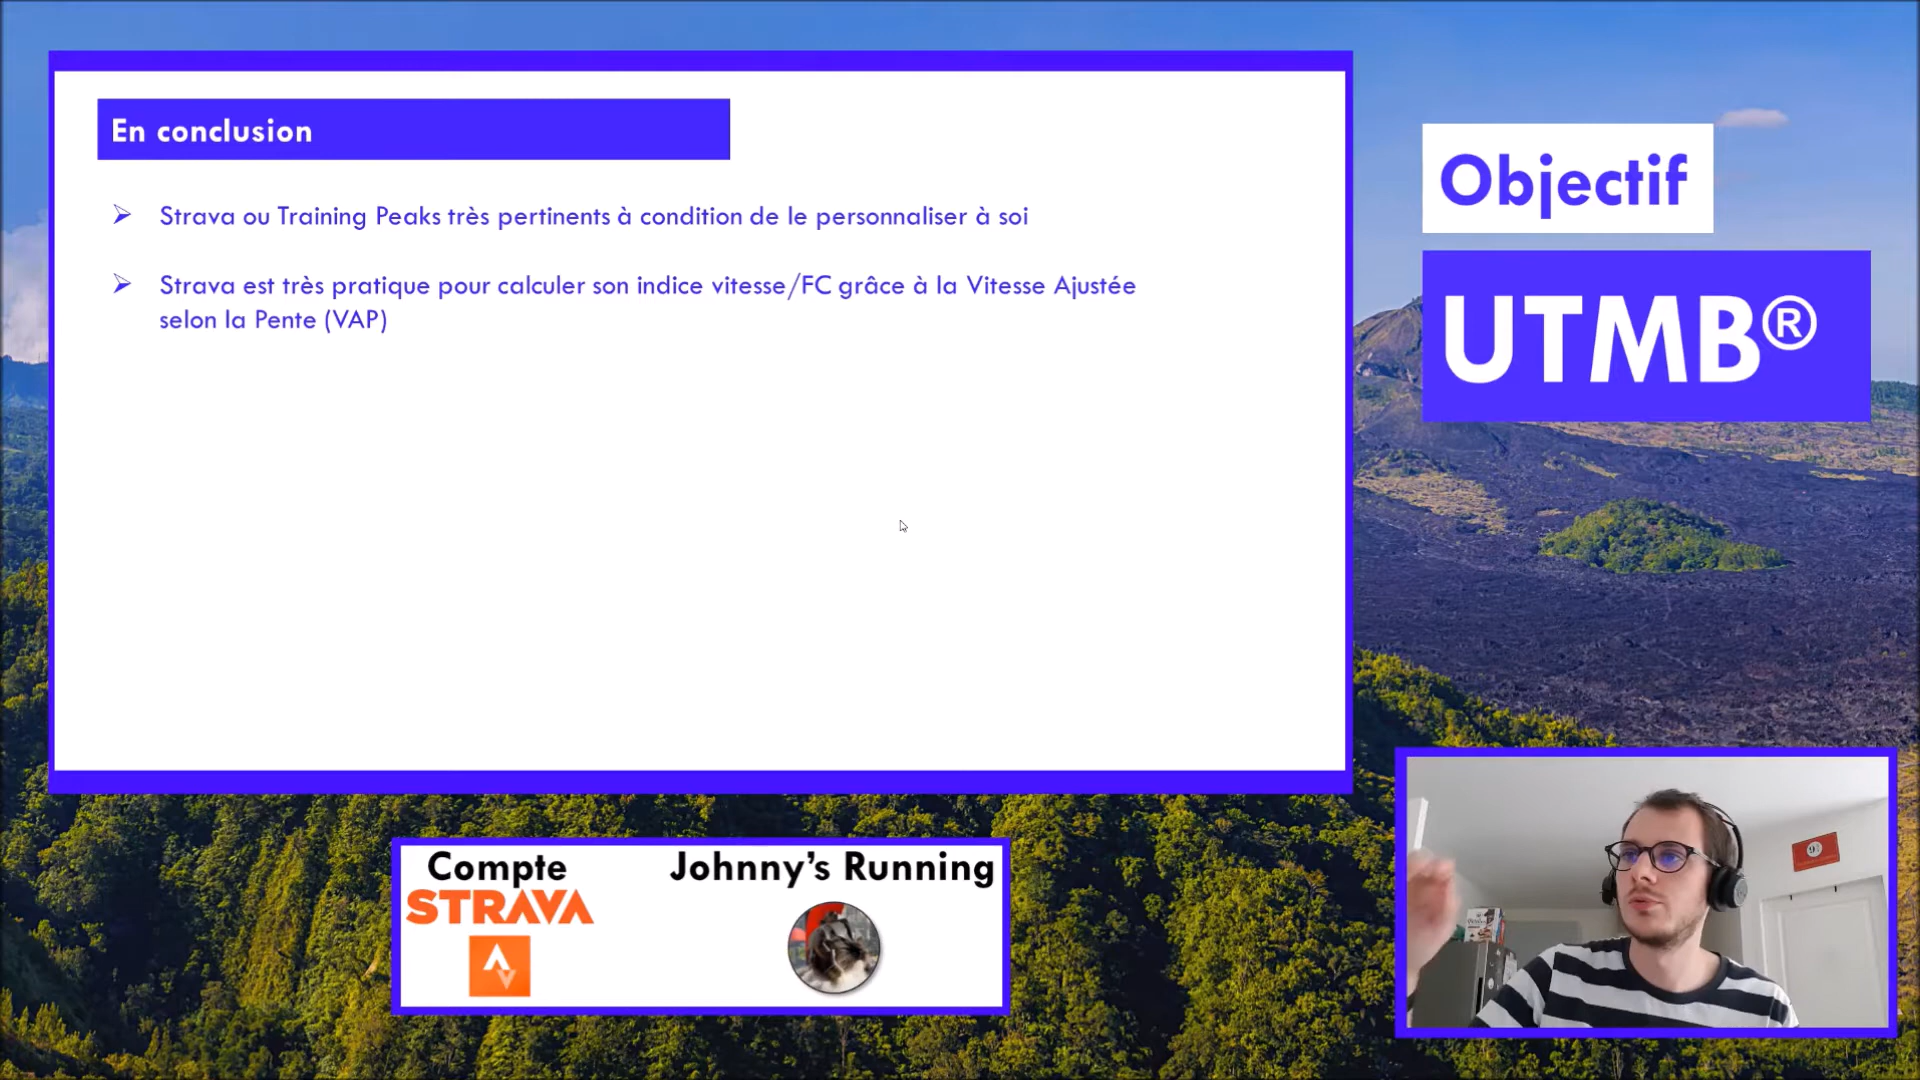 En conclusion
Strava ou Training Peaks très pertinents à condition de le personnaliser à soi
Strava est très pratique pour calculer son indice vitesse/FC grâce à la Vitesse Ajustée
selon la Pente (VAP)
Objectif
UTMB®
Compte
STRAVA
Johnny's Running